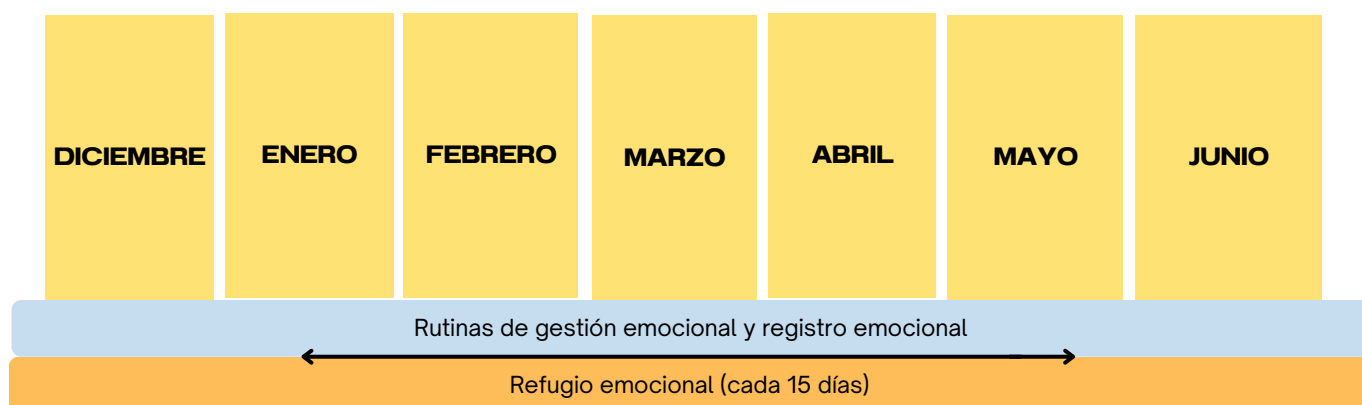 DICIEMBRE
ENERO
FEBRERO
MARZO
ABRIL
MAYO
JUNIO
Rutinas de gestión emocional y registro emocional
Refugio emocional (cada 15 días)